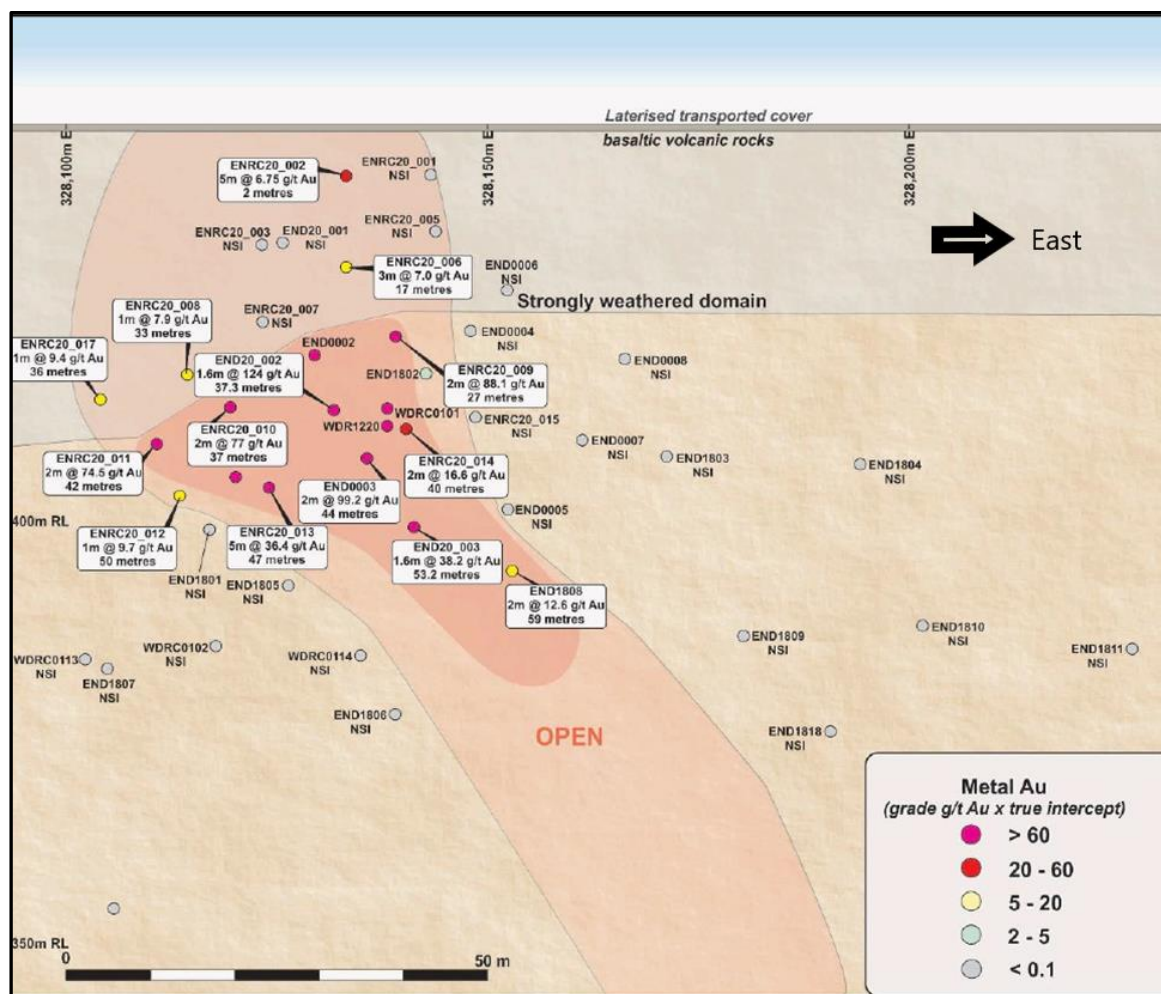 Laterised transported cover
basaltic volcanic rocks
328,100m E
328,150m E
328,200m E
ENRC20_002
5m @ 6.75 g/t Au
2 metres
ENRC20_001
NSI
ENRC20_003
NSI
END20_001
NSI
ENRC20_005
NSI
East
ENRC20_006
3m @ 7.0 g/t Au
17 metres
END0006
NSI
Strongly weathered domain
ENRC20_008
1m @ 7.9 g/t Au
33 metres
ENRC20_007
NSI
END0004
NSI
ENRC20_017
1m @ 9.4 g/t Au
36 metres
END0002
END20_002
1.6m @ 124 g/t Au
37.3 metres
END1802
ENRC20_009
2m @ 88.1 g/t Au
27 metres
END0008
NSI
WDRC0101
WDR1220
ENRC20_015
NSI
ENRC20_010
2m @ 77 g/t Au
37 metres
END0007
NSI
END1803
NSI
END1804
NSI
ENRC20_011
2m @ 74.5 g/t Au
42 metres
END0003
2m @ 99.2 g/t Au
44 metres
ENRC20_014
2m @ 16.6 g/t Au
40 metres
400m RL
END0005
NSI
ENRC20_012
1m @ 9.7 g/t Au
50 metres
ENRC20_013
5m @ 36.4 g/t Au
47 metres
END20_003
1.6m @ 38.2 g/t Au
53.2 metres
END1801
NSI
END1805
NSI
END1808
2m @ 12.6 g/t Au
59 metres
WDRC0113
NSI
END1807
NSI
WDRC0102
NSI
WDRC0114
NSI
END1809
NSI
END1810
NSI
END1811
NSI
END1806
NSI
OPEN
END1818
NSI
350m RL
0
50 m
Metal Au
(grade g/t Au x true intercept)
> 60
20 - 60
5 - 20
2 - 5
< 0.1